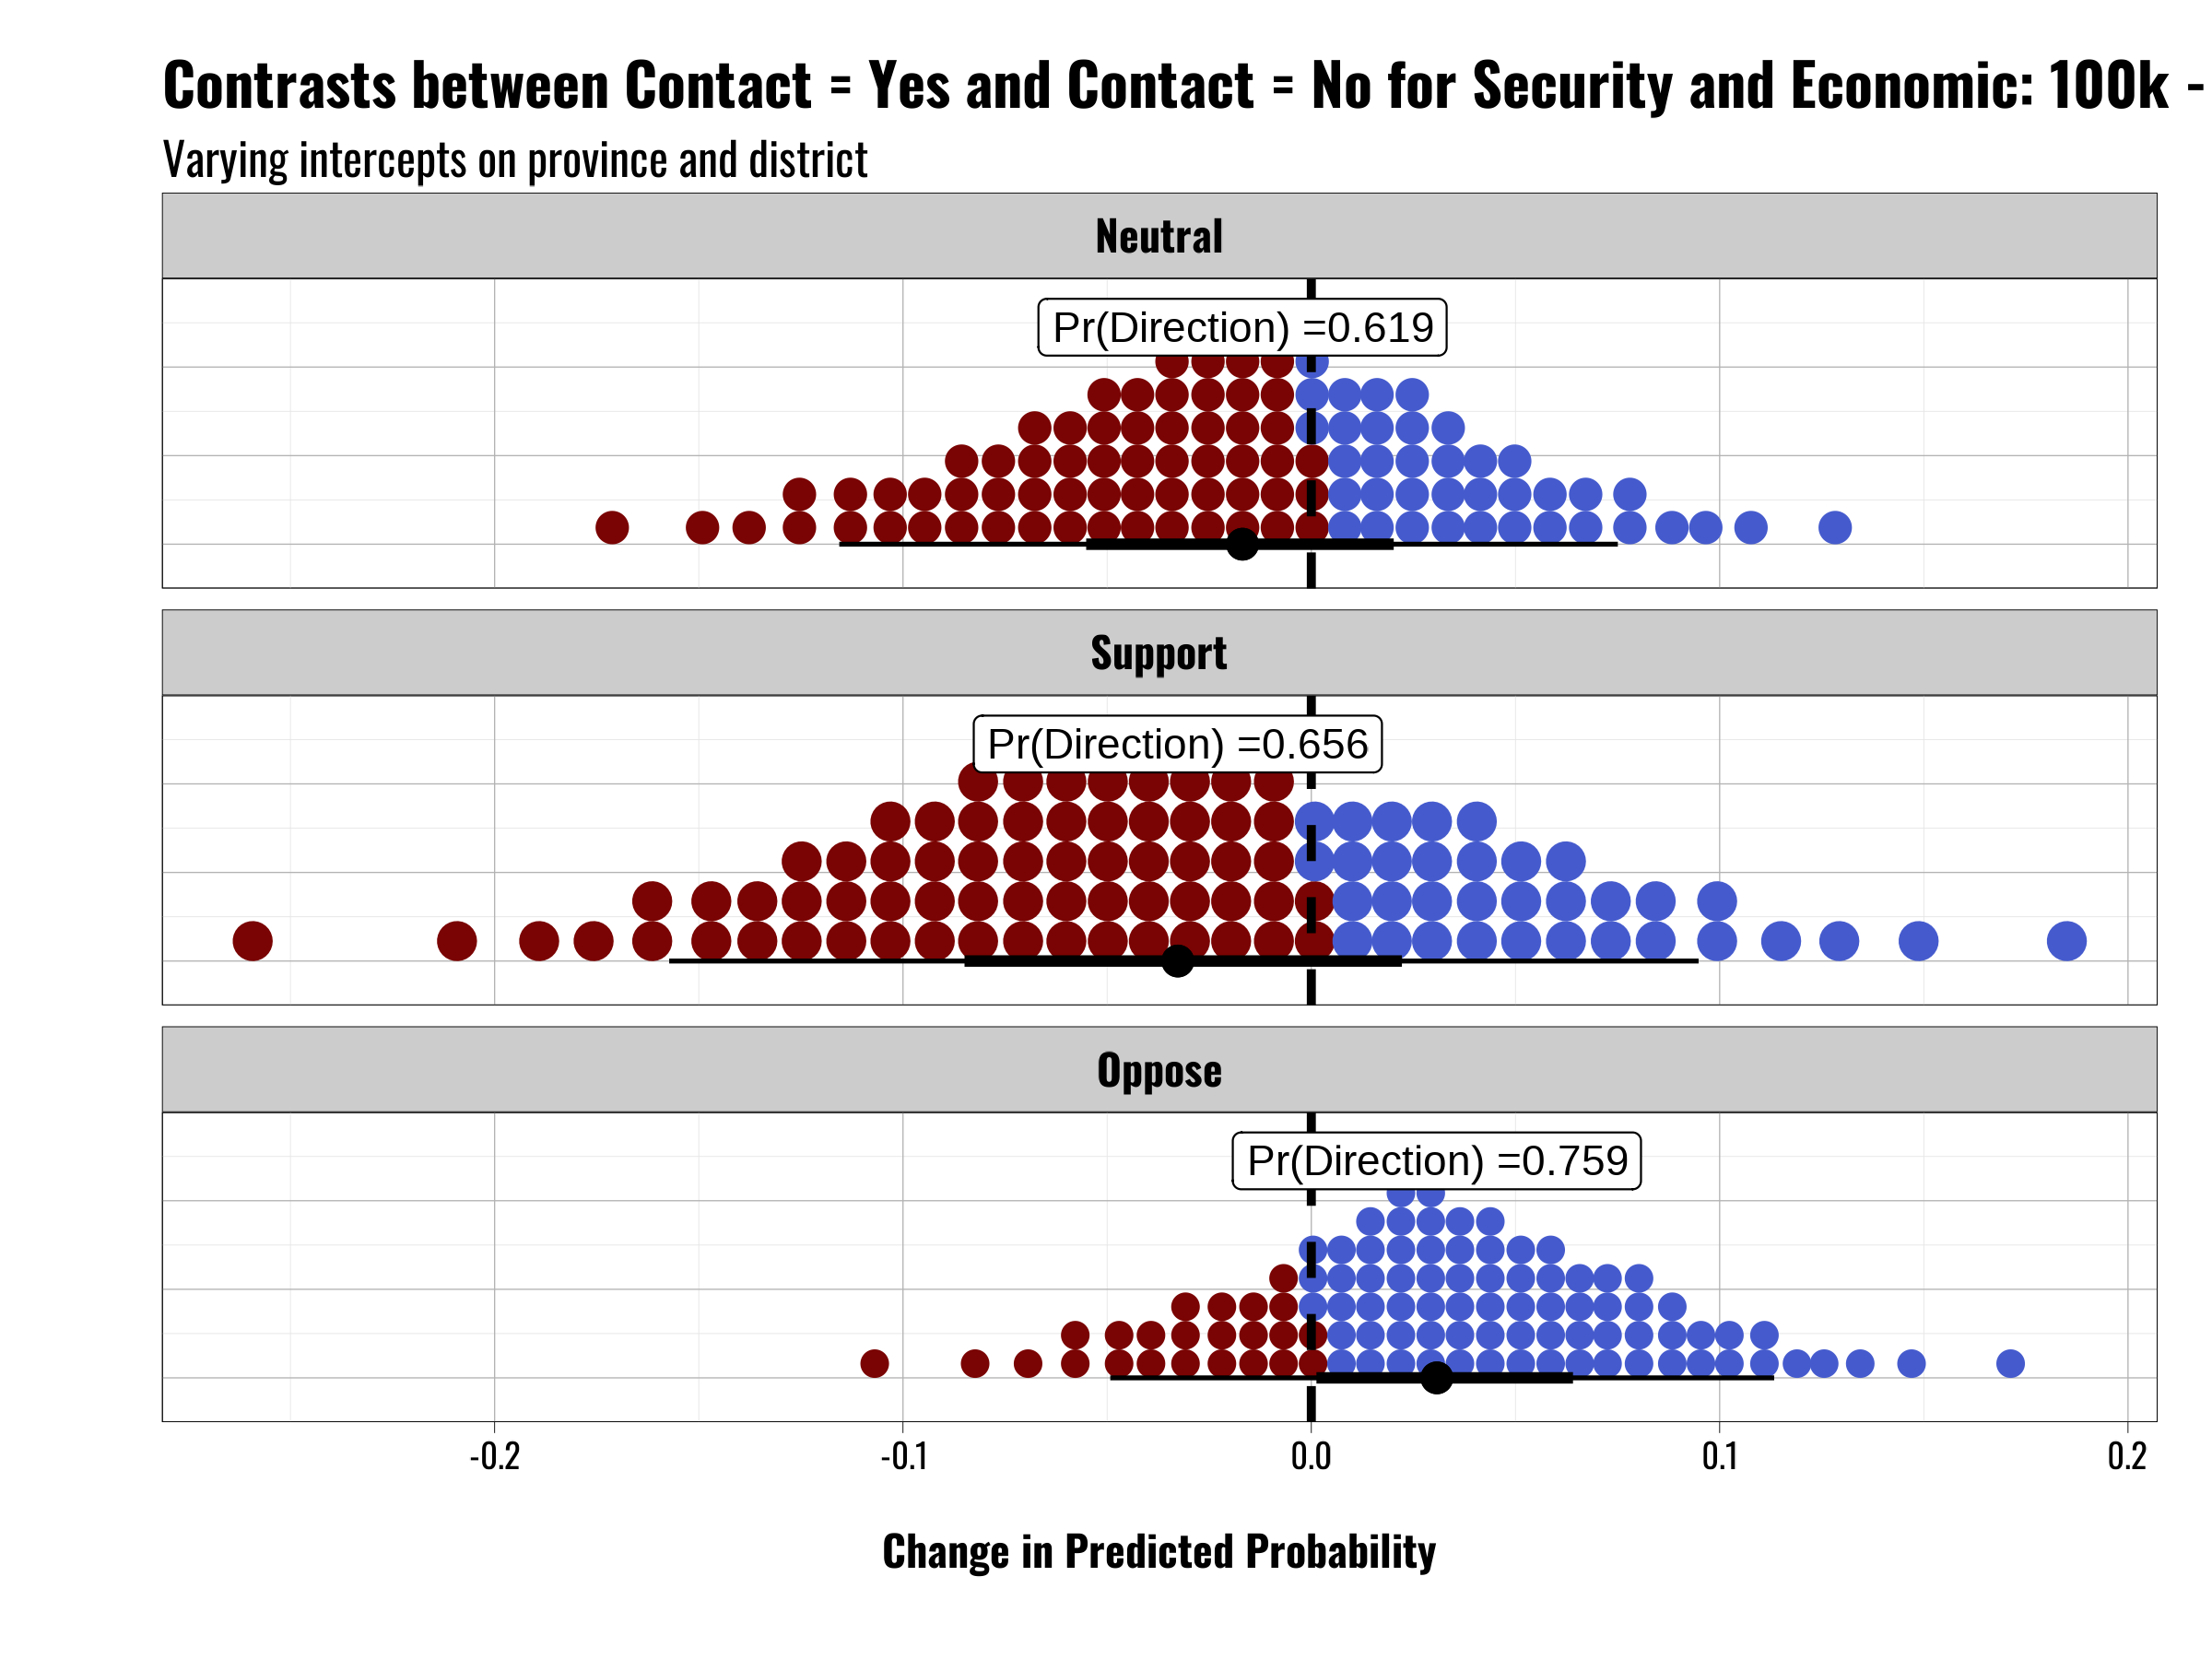 Contrasts between Contact = Yes and Contact = No for Security and Economic: 100k -
Varying intercepts on province and district
Neutral
Pr(Direction) =0.619
Support
Pr(Direction) =0.656
Oppose
Pr(Direction) =0.759
-0.2 -0.1 0.0 0.1 0.2
Change in Predicted Probability